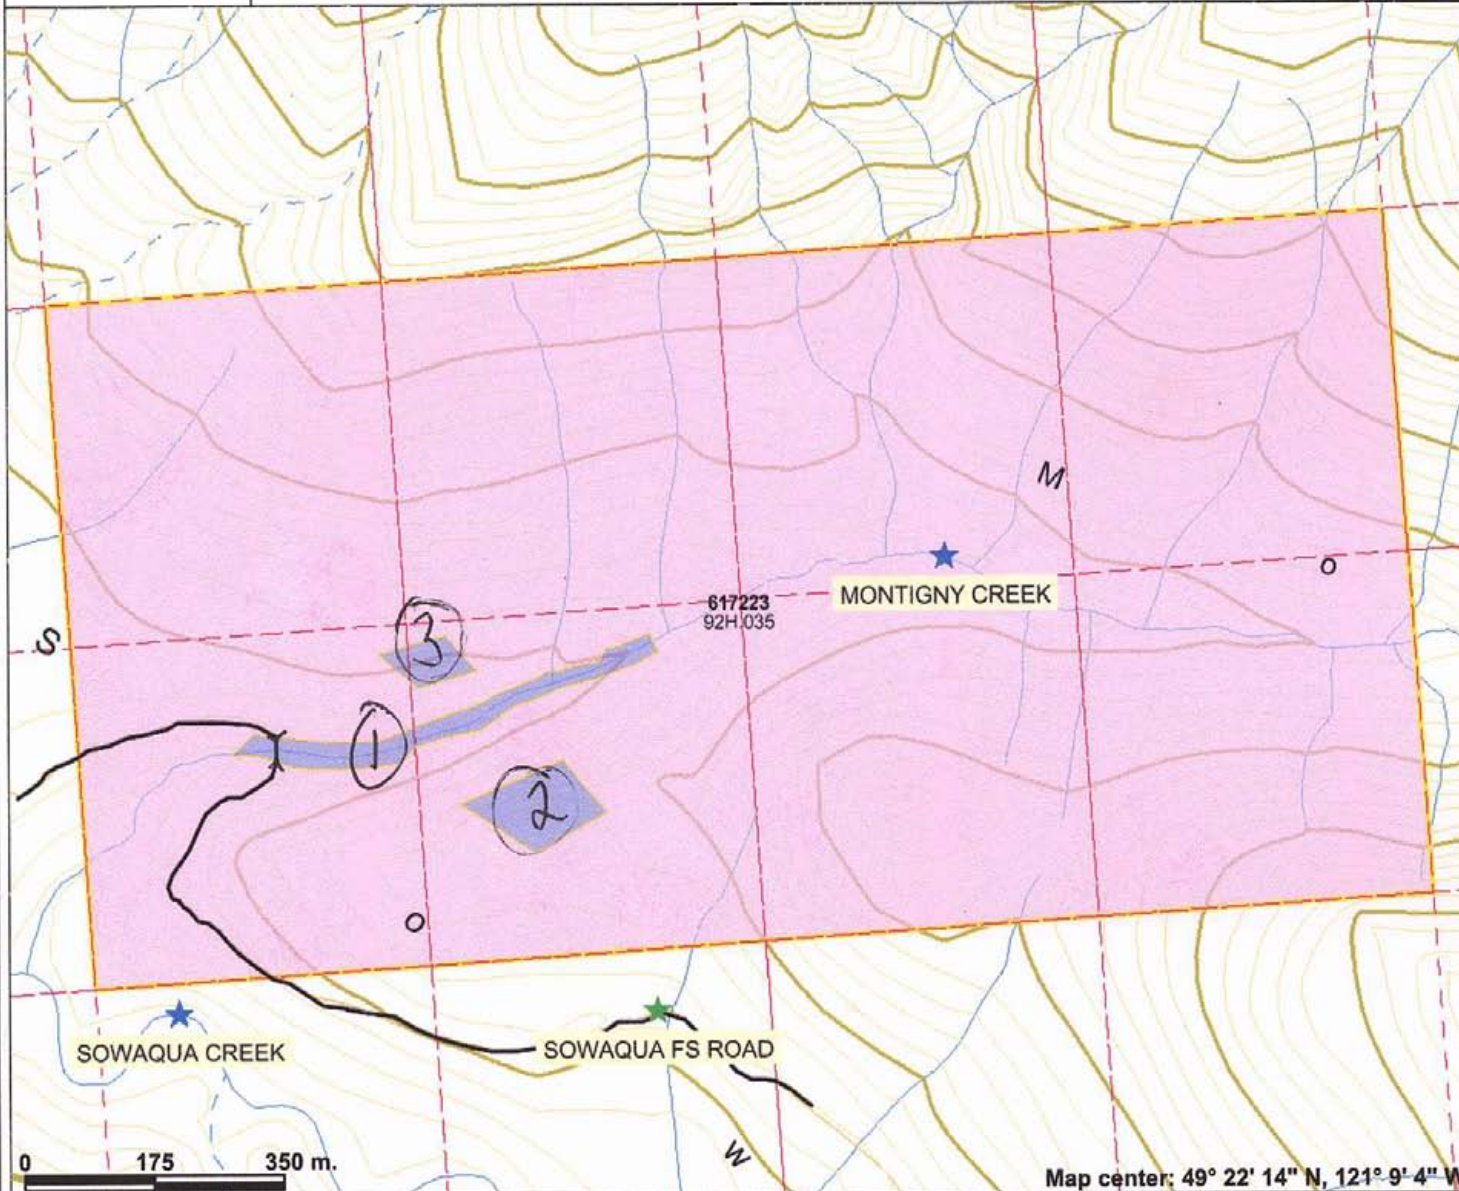 M
O
MONTIGNY CREEK
617223
92H.035
S
3
1
2
O
SOWAQUA CREEK
SOWAQUA FS ROAD
W
0 175 350 m.
Map center: 49° 22' 14" N, 121° 9' 4" W